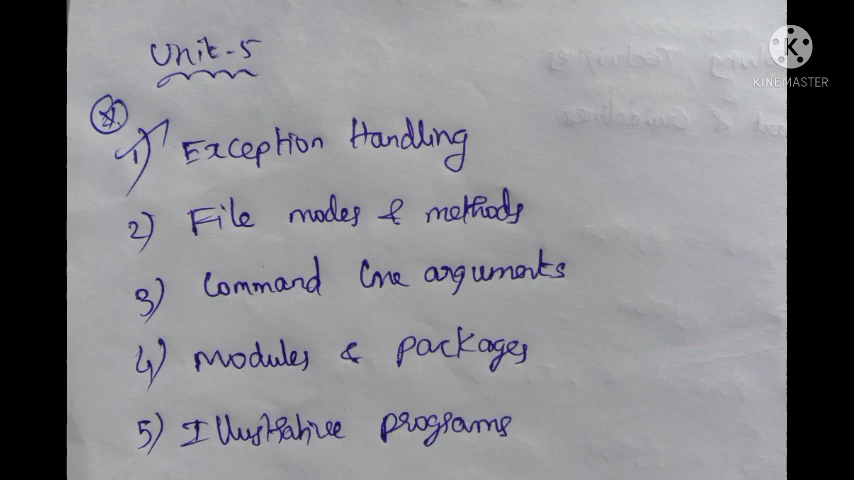 Unit-5
1) Exception Handling
2) File modes & methods
3) Command line arguments
4) Modules & packages
5) Illustrative programs
K
KINEMASTER